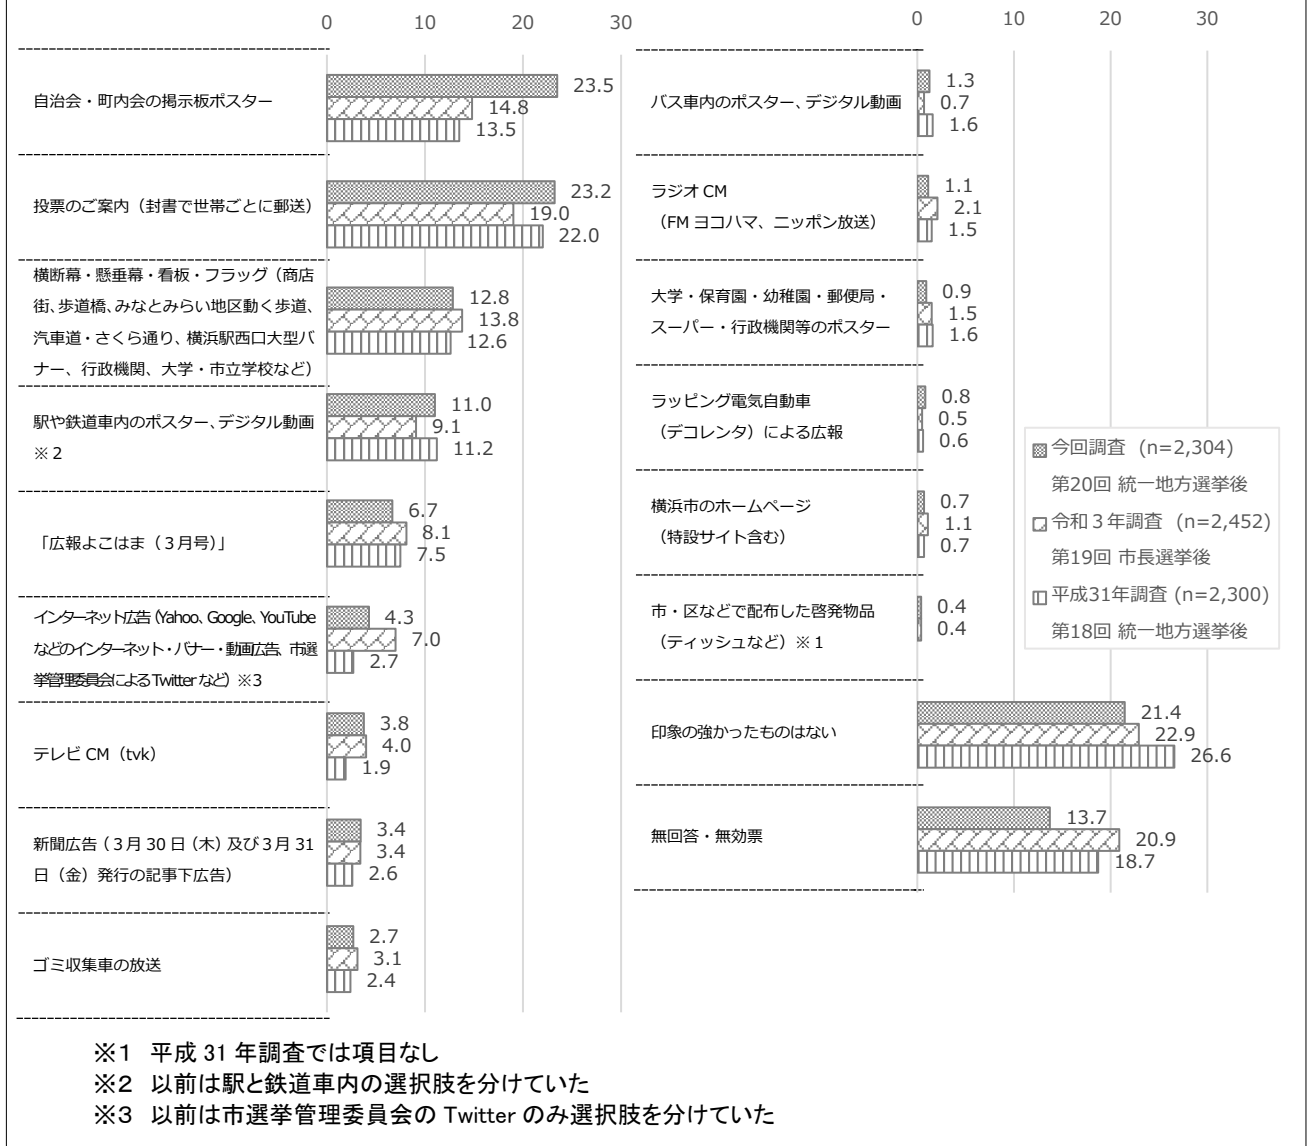 0 10 20 30
自治会・町内会の掲示板ポスター
23.5
14.8
13.5
投票のご案内（封書で世帯ごとに郵送）
23.2
19.0
22.0
横断幕・懸垂幕・看板・フラッグ（商店
街、歩道橋、みなとみらい地区動く歩道、
汽車道・さくら通り、横浜駅西口大型バ
ナー、行政機関、大学・市立学校など）
12.8
13.8
12.6
駅や鉄道車内のポスター、デジタル動画
※２
11.0
9.1
11.2
「広報よこはま（３月号）」
6.7
8.1
7.5
インターネット広告（Yahoo、Google、YouTube
などのインターネット・バナー・動画広告、市選
挙管理委員会による Twitter など）※３
4.3
7.0
2.7
テレビ CM（tvk）
3.8
4.0
1.9
新聞広告（３月 30 日（木）及び３月 31
日（金）発行の記事下広告）
3.4
3.4
2.6
ゴミ収集車の放送
2.7
3.1
2.4
0 10 20 30
バス車内のポスター、デジタル動画
1.3
0.7
1.6
ラジオ CM
（FM ヨコハマ、ニッポン放送）
1.1
2.1
1.5
大学・保育園・幼稚園・郵便局・
スーパー・行政機関等のポスター
0.9
1.5
1.6
ラッピング電気自動車
（デコレンタ）による広報
0.8
0.5
0.6
横浜市のホームページ
（特設サイト含む）
0.7
1.1
0.7
市・区などで配布した啓発物品
（ティッシュなど）※１
0.4
0.4
印象の強かったものはない
21.4
22.9
26.6
無回答・無効票
13.7
20.9
18.7
今回調査 (n=2,304)
第20回 統一地方選挙後
令和３年調査 (n=2,452)
第19回 市長選挙後
平成31年調査 (n=2,300)
第18回 統一地方選挙後
※１ 平成 31 年調査では項目なし
※２ 以前は駅と鉄道車内の選択肢を分けていた
※３ 以前は市選挙管理委員会の Twitter のみ選択肢を分けていた